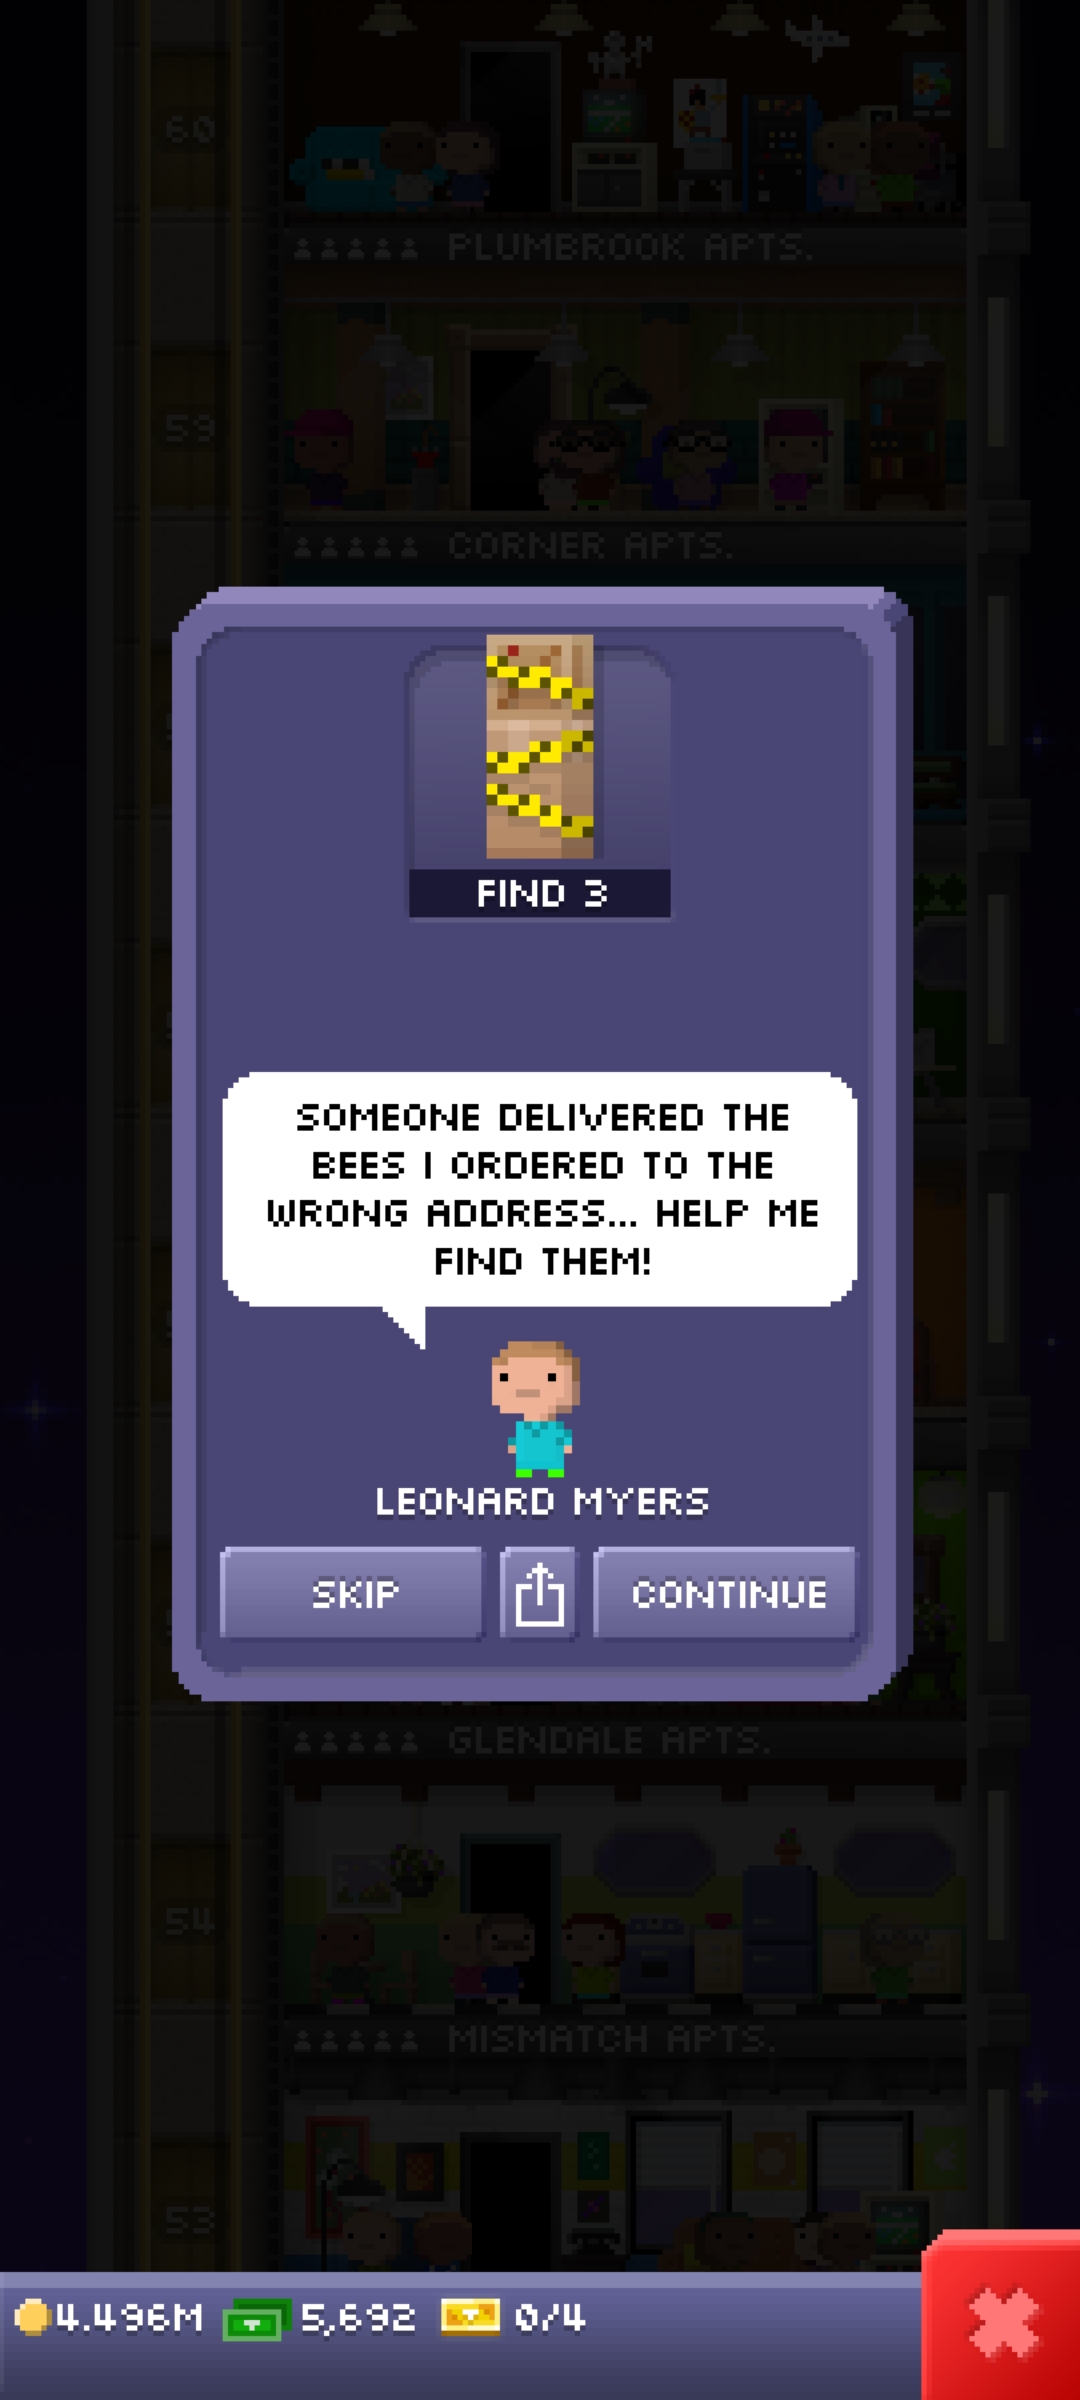 60
PLUMBROOK APTS.
59
CORNER APTS.
FIND 3
SOMEONE DELIVERED THE
BEES I ORDERED TO THE
WRONG ADDRESS... HELP ME
FIND THEM!
LEONARD MYERS
SKIP
CONTINUE
GLENDALE APTS.
54
MISMATCH APTS.
53
4.496M 5,692 0/4